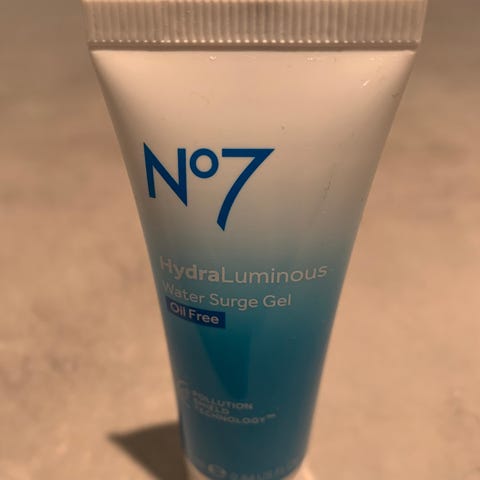 No7
HydraLuminous
Water Surge Gel
Oil Free
POLLUTION
SHIELD
TECHNOLOGY™